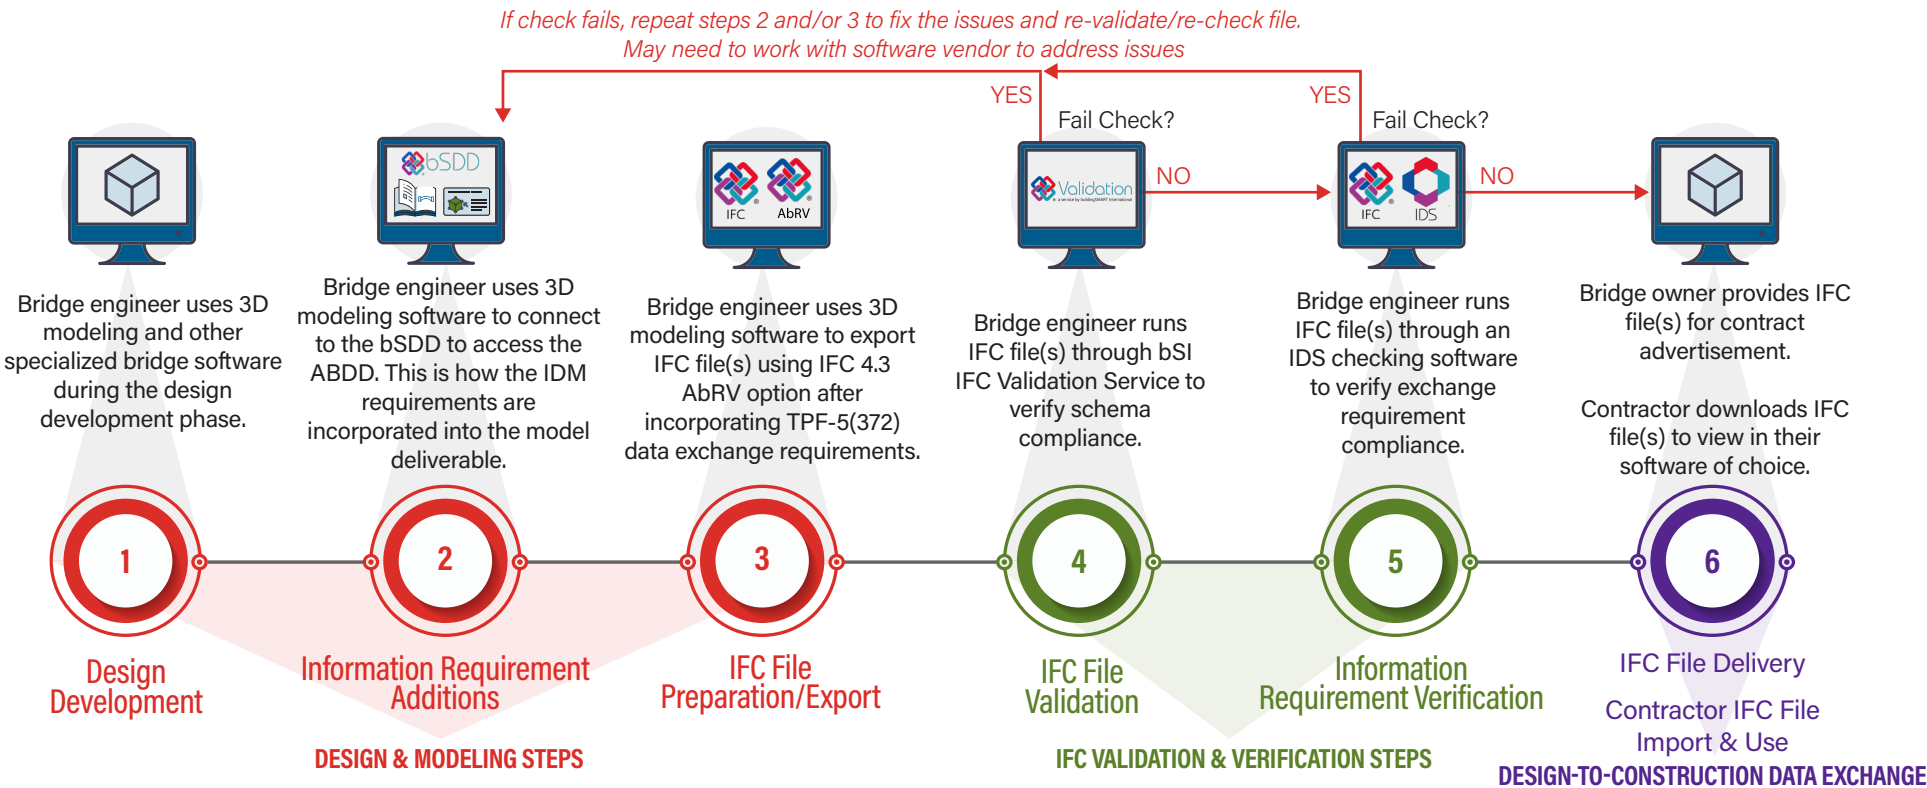 If check fails, repeat steps 2 and/or 3 to fix the issues and re-validate/re-check file.
May need to work with software vendor to address issues
YES
YES
Fail Check?
Fail Check?
NO
NO
bSDD
IFC
AbRV
Validation
a service by buildingSMART International
IFC
IDS
Bridge engineer uses 3D
modeling and other
specialized bridge software
during the design
development phase.
Bridge engineer uses 3D
modeling software to connect
to the bSDD to access the
ABDD. This is how the IDM
requirements are
incorporated into the model
deliverable.
Bridge engineer uses 3D
modeling software to export
IFC file(s) using IFC 4.3
AbRV option after
incorporating TPF-5(372)
data exchange requirements.
Bridge engineer runs
IFC file(s) through bSI
IFC Validation Service to
verify schema
compliance.
Bridge engineer runs
IFC file(s) through an
IDS checking software
to verify exchange
requirement
compliance.
Bridge owner provides IFC
file(s) for contract
advertisement.
Contractor downloads IFC
file(s) to view in their
software of choice.
1
2
3
4
5
6
Design
Development
Information Requirement
Additions
IFC File
Preparation/Export
IFC File
Validation
Information
Requirement Verification
IFC File Delivery
Contractor IFC File
Import & Use
DESIGN & MODELING STEPS
IFC VALIDATION & VERIFICATION STEPS
DESIGN-TO-CONSTRUCTION DATA EXCHANGE